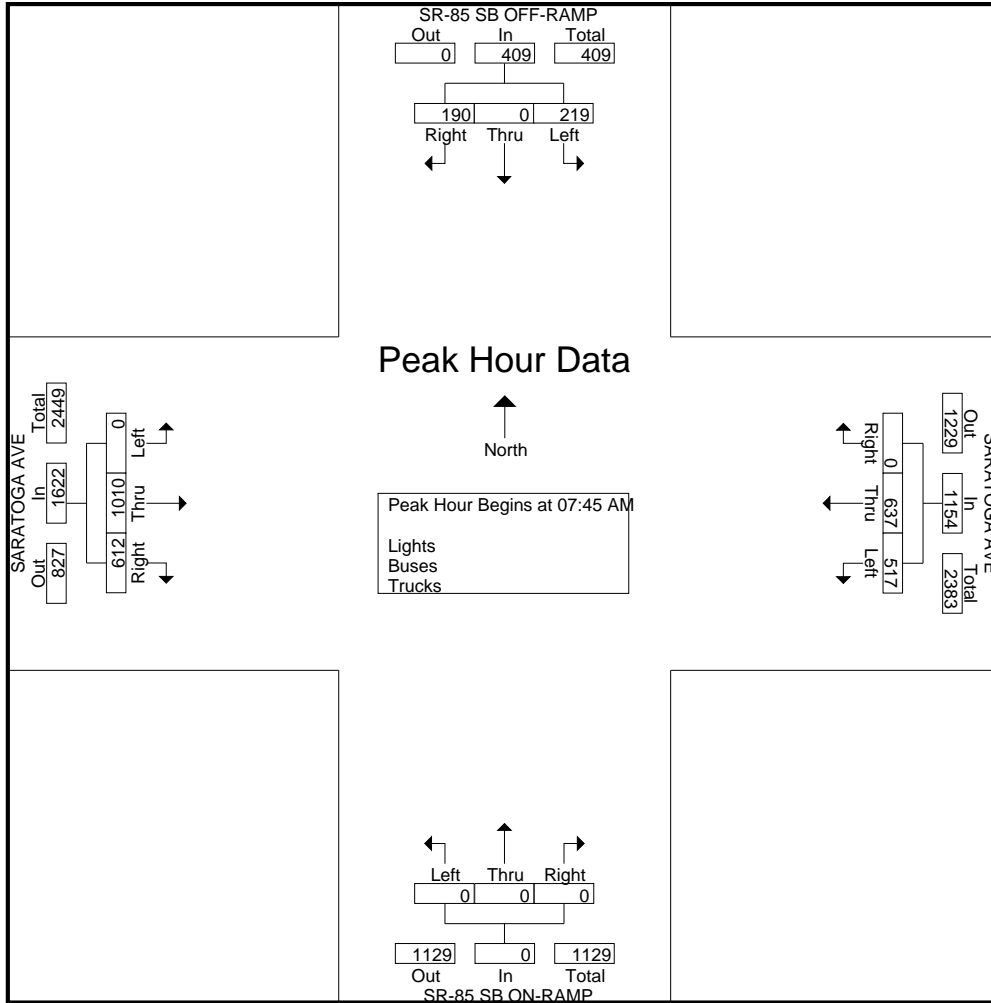 SR-85 SB OFF-RAMP
Out In Total
0 409 409
190 0 219
Right Thru Left
Peak Hour Data
North
Peak Hour Begins at 07:45 AM
Lights
Buses
Trucks
SARATOGA AVE
Out In Total
827 1622 2449
612 1010 0
Right Thru Left
SARATOGA AVE
Out In Total
1229 1154 2383
0 637 517
Right Thru Left
Left Thru Right
0 0 0
1129 0 1129
Out In Total
SR-85 SB ON-RAMP